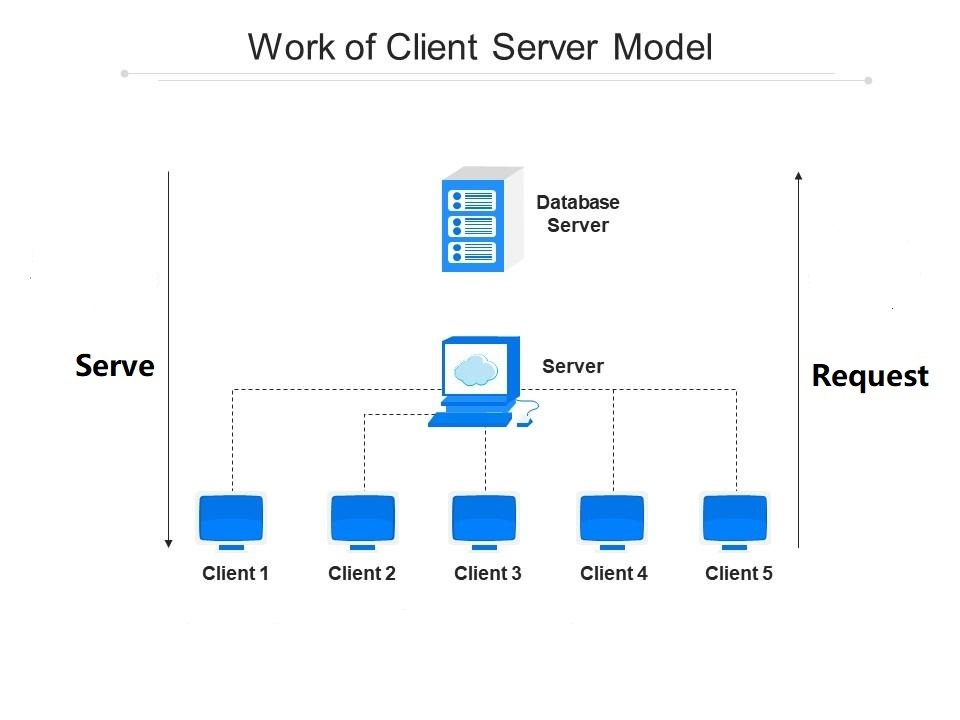 Work of Client Server Model
Database
Server
Serve
Server
Request
Client 1
Client 2
Client 3
Client 4
Client 5